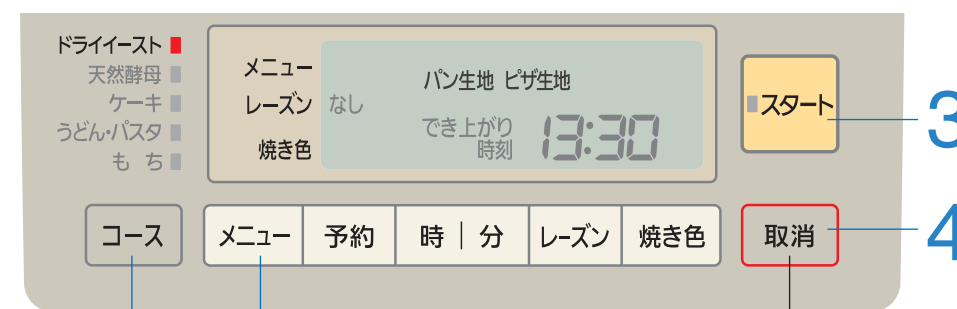 ドライイースト
天然酵母
ケーキ
うどん・パスタ
もち
メニュー
レーズン
焼き色
パン生地 ピザ生地
なし
でき上がり
時刻
13:30
スタート
3
コース
メニュー
予約
時｜分
レーズン
焼き色
取消
4